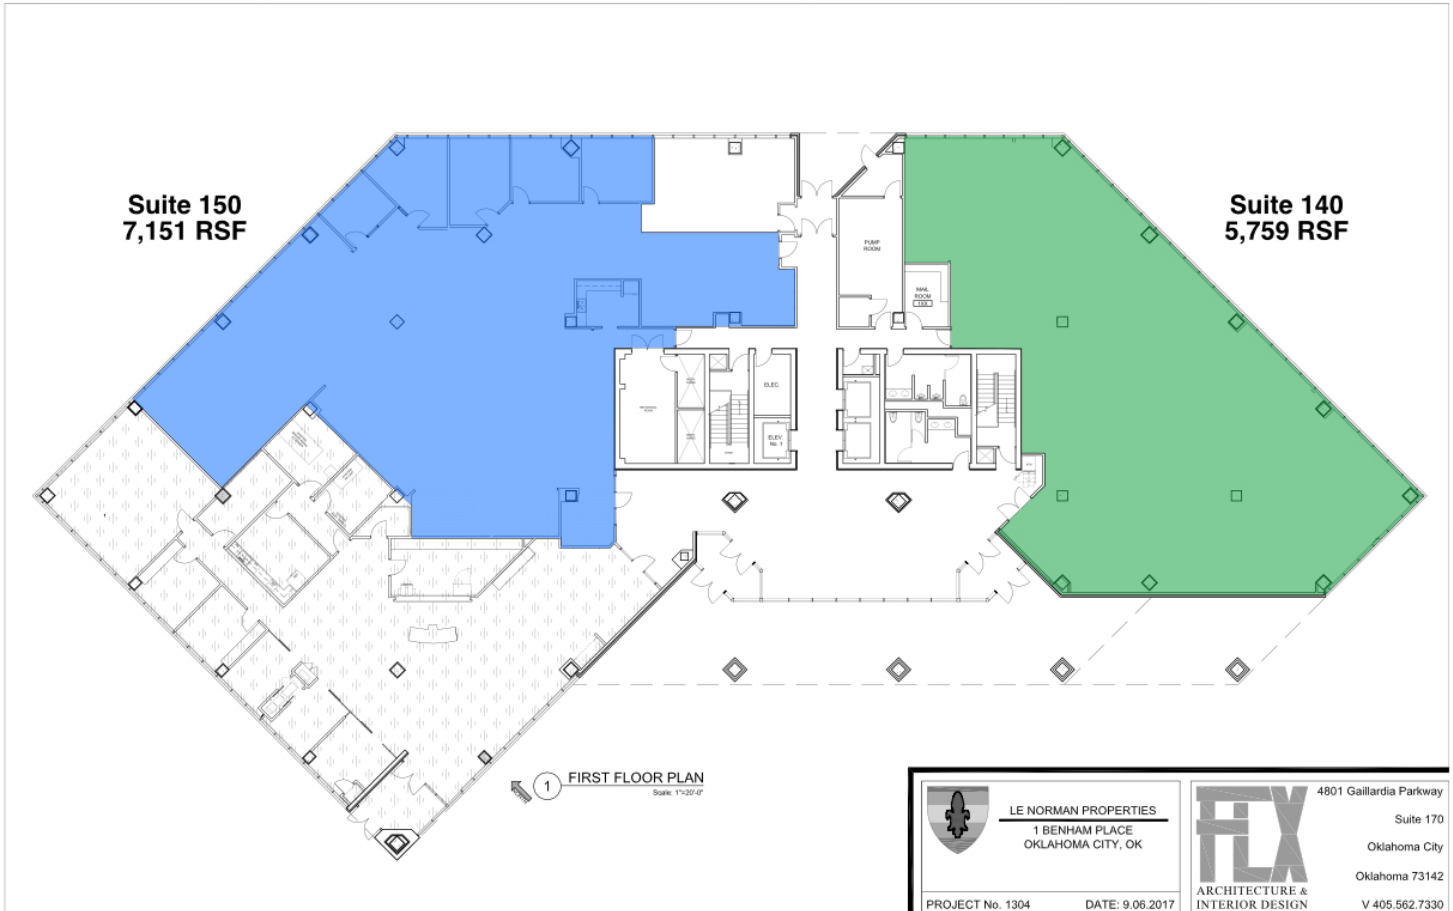 Suite 150
7,151 RSF
Suite 140
5,759 RSF
PUMP
ROOM
MAIL
ROOM
ELEC.
ELEV.
No. 1
1
FIRST FLOOR PLAN
Scale: 1"=20'-0"
LE NORMAN PROPERTIES
1 BENHAM PLACE
OKLAHOMA CITY, OK
PROJECT No. 1304
DATE: 9.06.2017
FLX
ARCHITECTURE &
INTERIOR DESIGN
4801 Gaillardia Parkway
Suite 170
Oklahoma City
Oklahoma 73142
V 405.562.7330